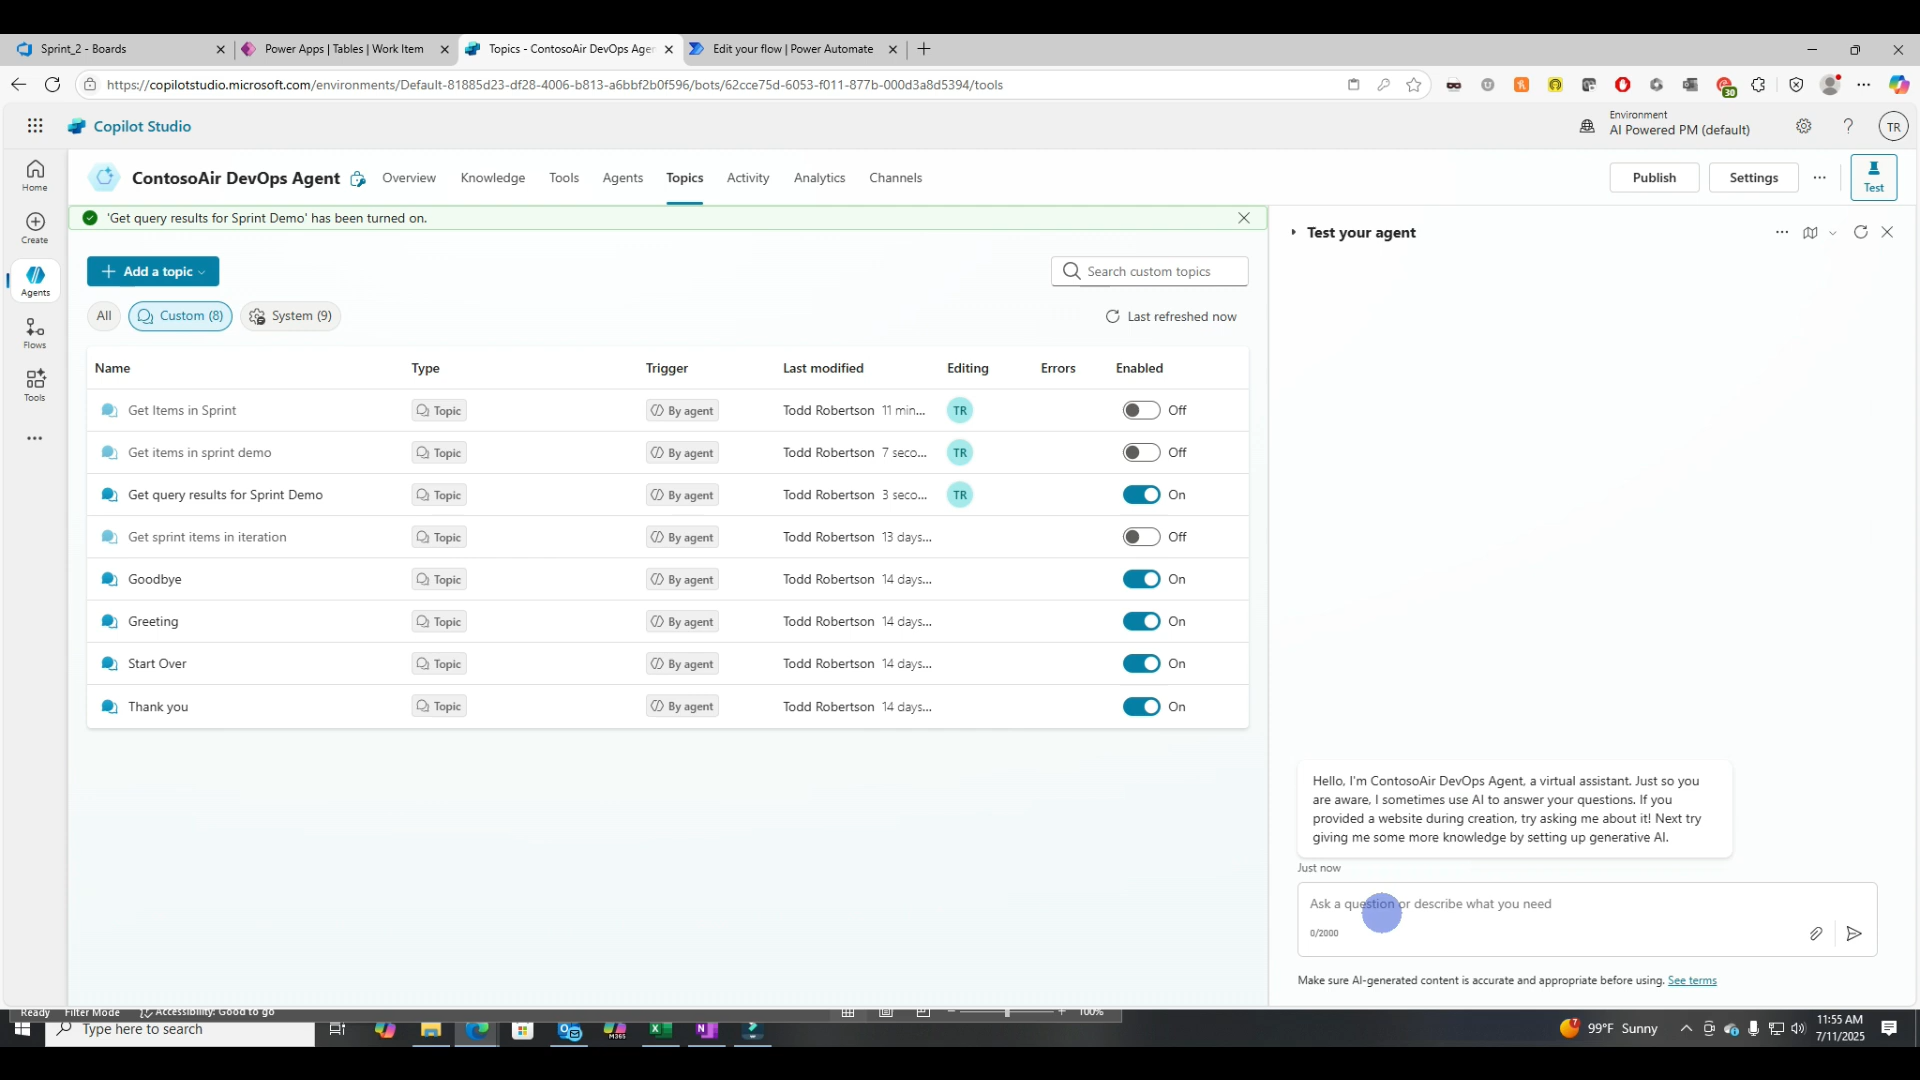 Sprint_2 - Boards
Power Apps | Tables | Work Item
Topics - ContosoAir DevOps Agen
Edit your flow | Power Automate
https://copilotstudio.microsoft.com/environments/Default-81885d23-df28-4006-b813-a6bbf2b0f596/bots/62cce75d-6053-f011-877b-000d3a8d5394/tools
30
Copilot Studio
Environment
AI Powered PM (default)
TR
Home
Create
Agents
Flows
Tools
ContosoAir DevOps Agent
Overview
Knowledge
Tools
Agents
Topics
Activity
Analytics
Channels
Publish
Settings
Test
'Get query results for Sprint Demo' has been turned on.
Add a topic
Search custom topics
All
Custom (8)
System (9)
Last refreshed now
Name Type Trigger Last modified Editing Errors Enabled
Get Items in Sprint Topic By agent Todd Robertson 11 min... TR Off
Get items in sprint demo Topic By agent Todd Robertson 7 seco... TR Off
Get query results for Sprint Demo Topic By agent Todd Robertson 3 seco... TR On
Get sprint items in iteration Topic By agent Todd Robertson 13 days... Off
Goodbye Topic By agent Todd Robertson 14 days... On
Greeting Topic By agent Todd Robertson 14 days... On
Start Over Topic By agent Todd Robertson 14 days... On
Thank you Topic By agent Todd Robertson 14 days... On
Test your agent
Hello, I'm ContosoAir DevOps Agent, a virtual assistant. Just so you
are aware, I sometimes use AI to answer your questions. If you
provided a website during creation, try asking me about it! Next try
giving me some more knowledge by setting up generative AI.
Just now
Ask a question or describe what you need
0/2000
Make sure AI-generated content is accurate and appropriate before using. See terms
Ready Filter Mode Accessibility: Good to go 100%
Type here to search
M365
99°F Sunny
11:55 AM
7/11/2025